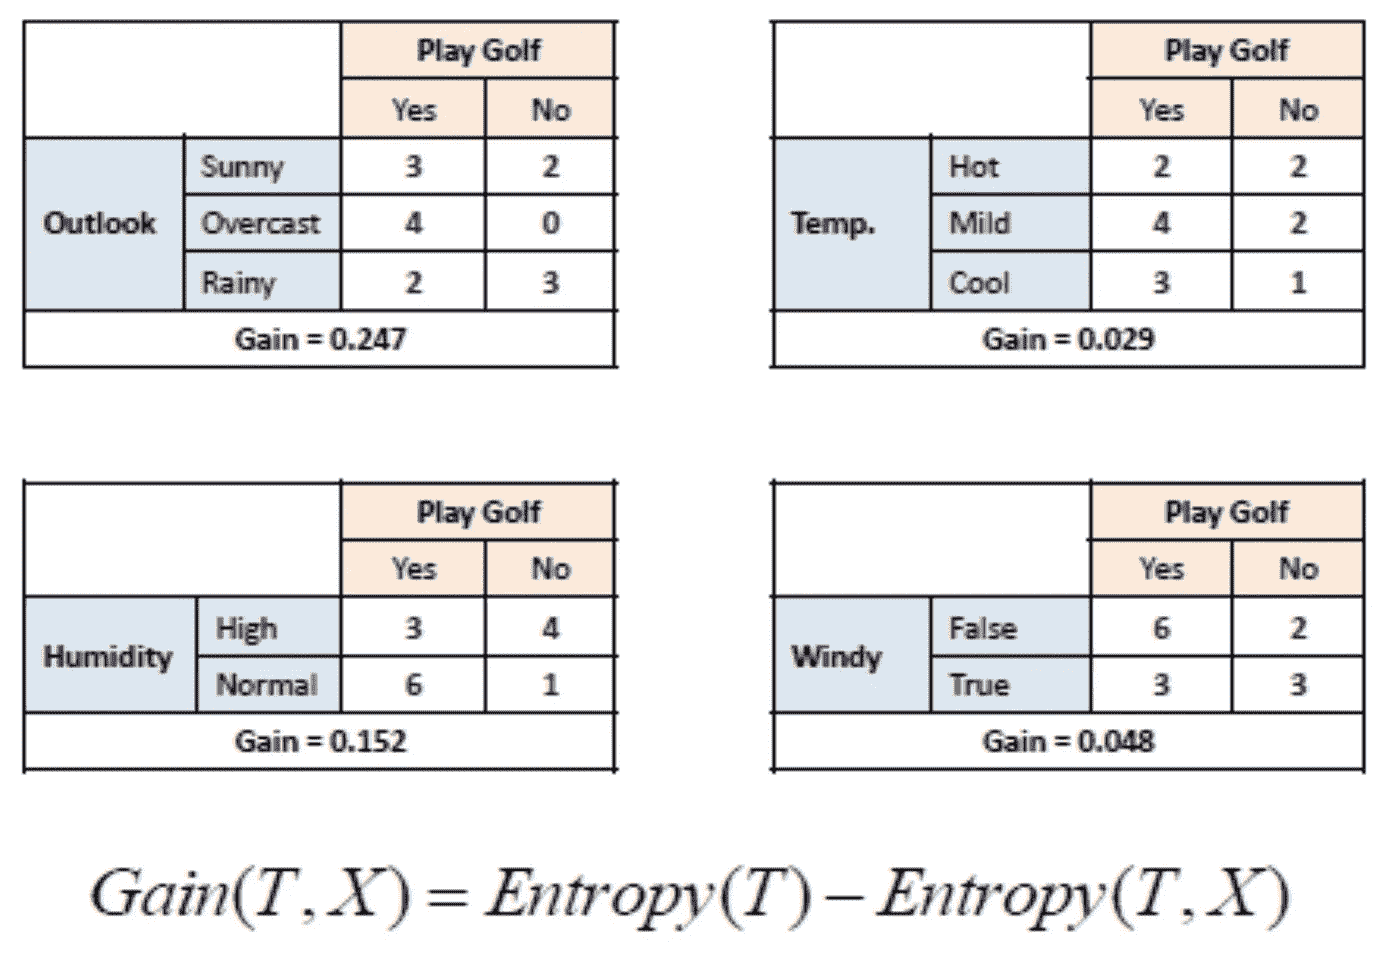 Play Golf
Yes No
Outlook Sunny 3 2
Overcast 4 0
Rainy 2 3
Gain = 0.247
Play Golf
Yes No
Temp. Hot 2 2
Mild 4 2
Cool 3 1
Gain = 0.029
Play Golf
Yes No
Humidity High 3 4
Normal 6 1
Gain = 0.152
Play Golf
Yes No
Windy False 6 2
True 3 3
Gain = 0.048
Gain(T, X) = Entropy(T) − Entropy(T, X)